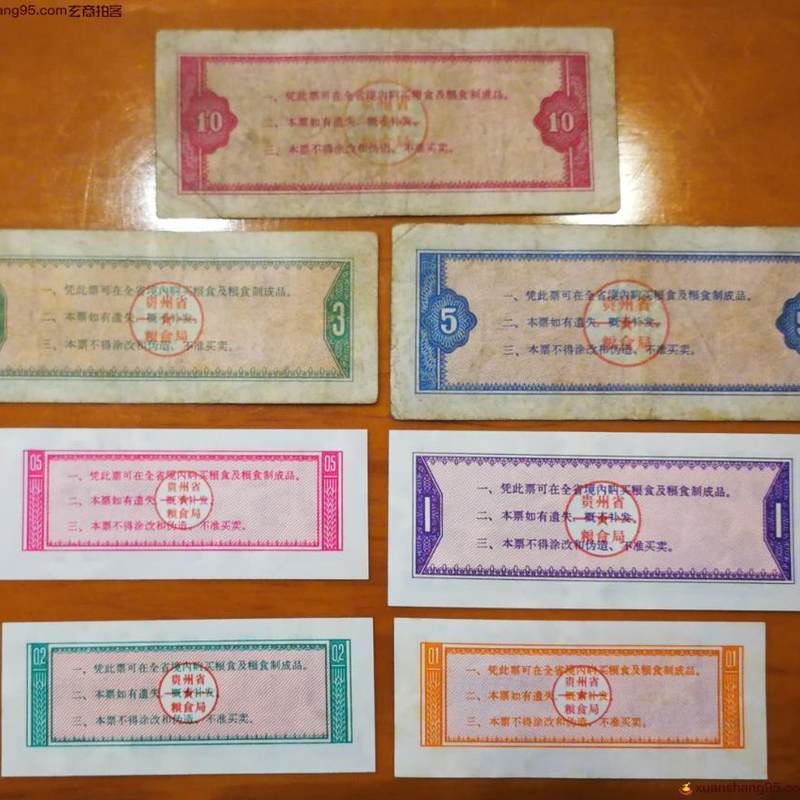 ang95.com玄商拍客
一、凭此票可在全省境内购买粮食及粮食制成品。
10
二、本票如有遗失，概不补发。
10
三、本票不得涂改和伪造、不准买卖。
一、凭此票可在全省境内购买粮食及粮食制成品。
贵州省
二、本票如有遗失，概不补发。
3
三、本票不得涂改和伪造、不准买卖。
粮食局
一、凭此票可在全省境内购买粮食及粮食制成品。
贵州省
5
二、本票如有遗失，概不补发。
5
三、本票不得涂改和伪造、不准买卖。
粮食局
0.5
0.5
一、凭此票可在全省境内购买粮食及粮食制成品。
贵州省
二、本票如有遗失，概不补发。
三、本票不得涂改和伪造、不准买卖。
粮食局
一、凭此票可在全省境内购买粮食及粮食制成品。
贵州省
1
二、本票如有遗失，概不补发。
1
三、本票不得涂改和伪造、不准买卖。
粮食局
0.2
0.2
一、凭此票可在全省境内购买粮食及粮食制成品。
贵州省
二、本票如有遗失，概不补发。
三、本票不得涂改和伪造、不准买卖。
粮食局
0.1
0.1
一、凭此票可在全省境内购买粮食及粮食制成品。
贵州省
二、本票如有遗失，概不补发。
三、本票不得涂改和伪造、不准买卖。
粮食局
xuanshang95.c